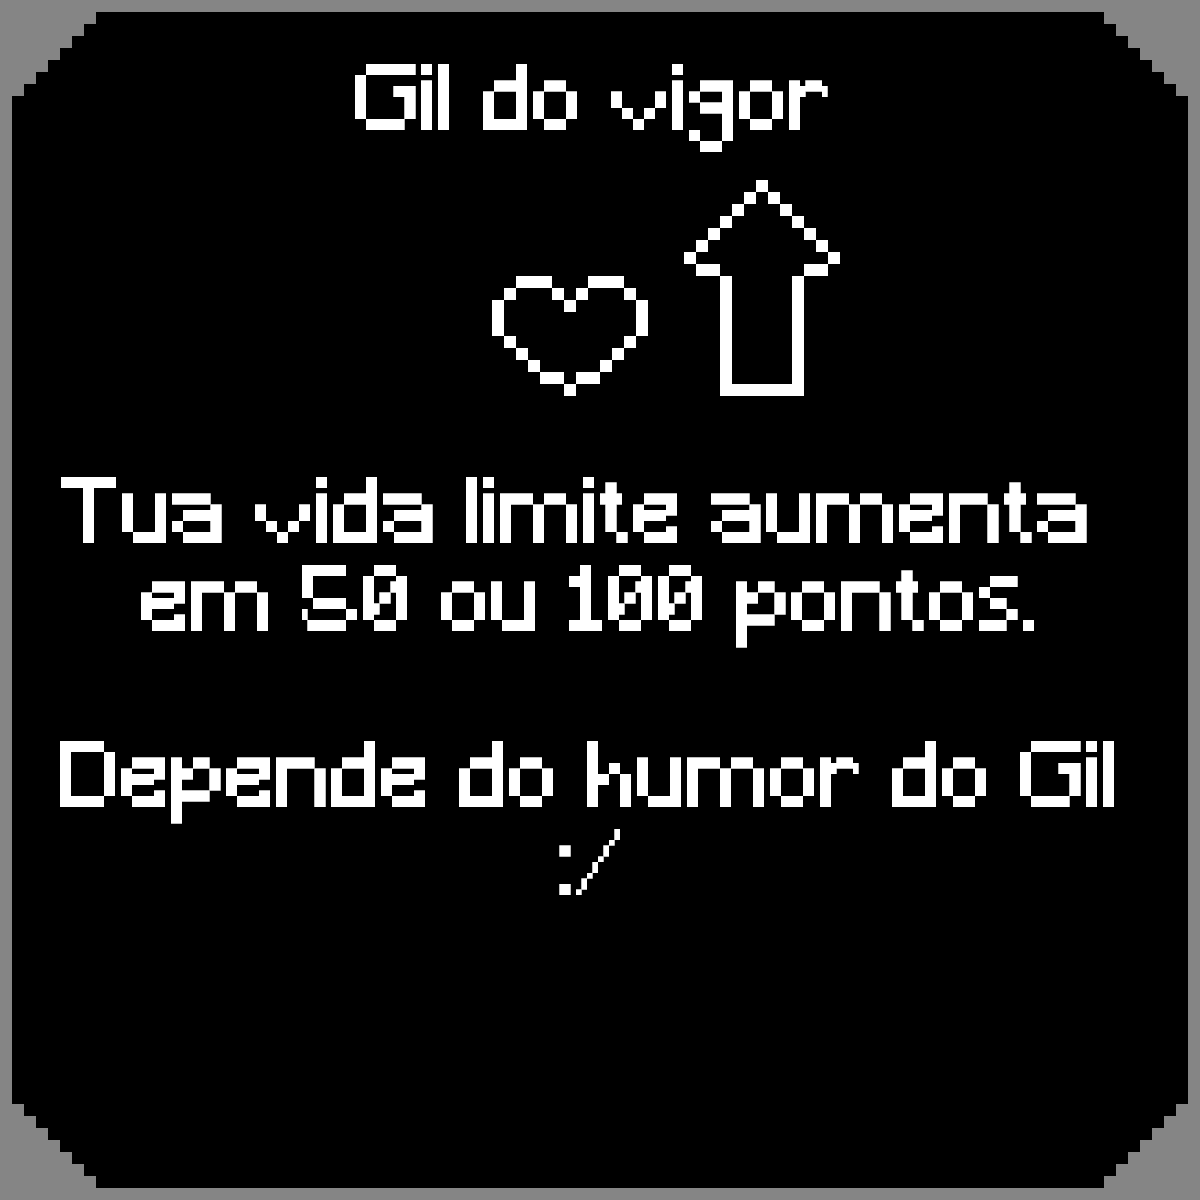 Gil do vigor
Tua vida limite aumenta
em 50 ou 100 pontos.
Depende do humor do Gil
:/